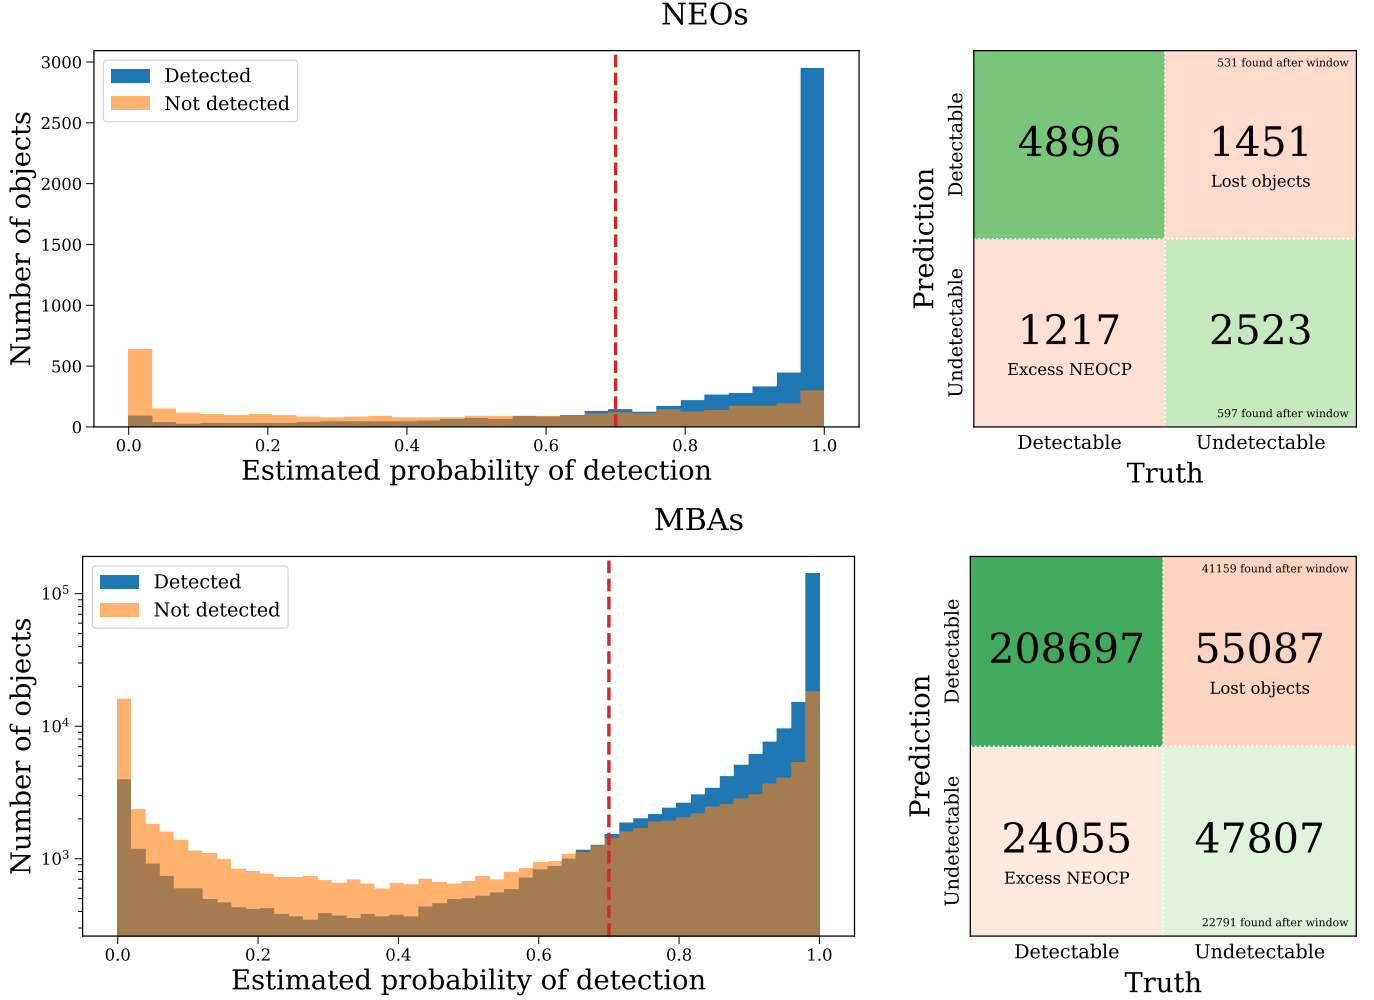 NEOs
Number of objects
3000
2500
2000
1500
1000
500
0
Detected
Not detected
0.0 0.2 0.4 0.6 0.8 1.0
Estimated probability of detection
Prediction
Detectable
Undetectable
531 found after window
4896
1451
Lost objects
1217
Excess NEOCP
2523
597 found after window
Detectable Undetectable
Truth
MBAs
Number of objects
10^5
10^4
10^3
Detected
Not detected
0.0 0.2 0.4 0.6 0.8 1.0
Estimated probability of detection
Prediction
Detectable
Undetectable
41159 found after window
208697
55087
Lost objects
24055
Excess NEOCP
47807
22791 found after window
Detectable Undetectable
Truth